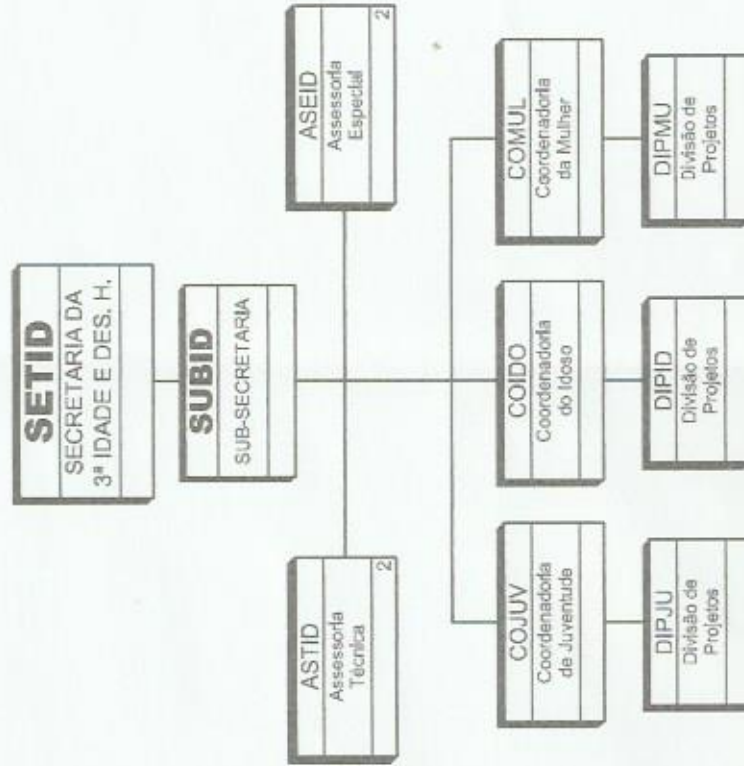 SETID
SECRETARIA DA
3ª IDADE E DES. H.
SUBID
SUB-SECRETARIA
ASTID
Assessoria
Técnica
2
ASEID
Assessoria
Especial
2
COJUV
Coordenadoria
de Juventude
COIDO
Coordenadoria
do Idoso
COMUL
Coordenadoria
da Mulher
DIPJU
Divisão de
Projetos
DIPID
Divisão de
Projetos
DIPMU
Divisão de
Projetos